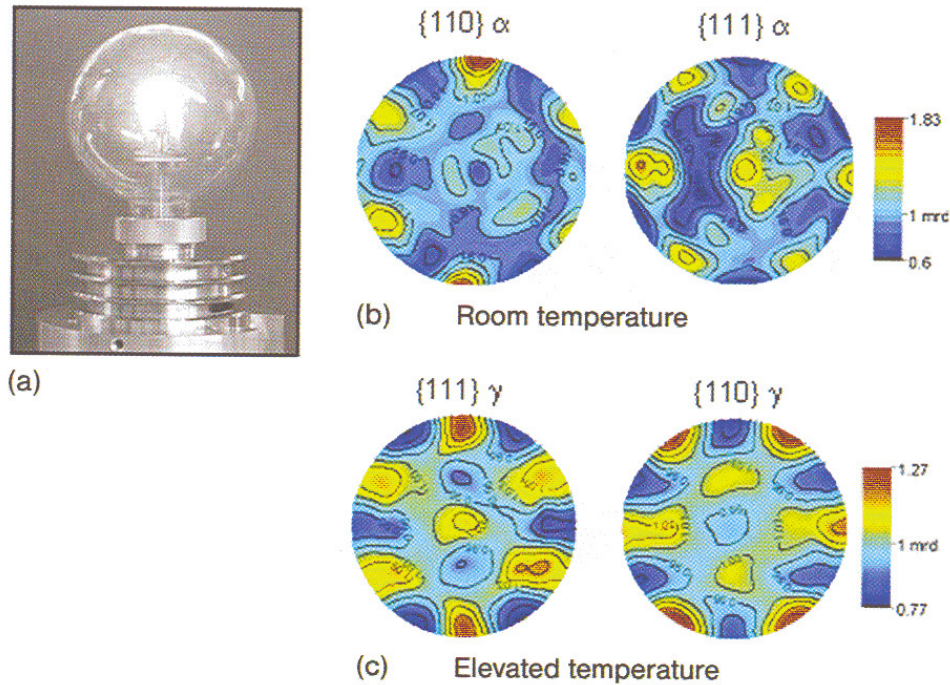 {110} α
{111} α
1.83
1 mrd
0.6
(b) Room temperature
(a)
{111} γ
{110} γ
1.27
1 mrd
0.77
(c) Elevated temperature